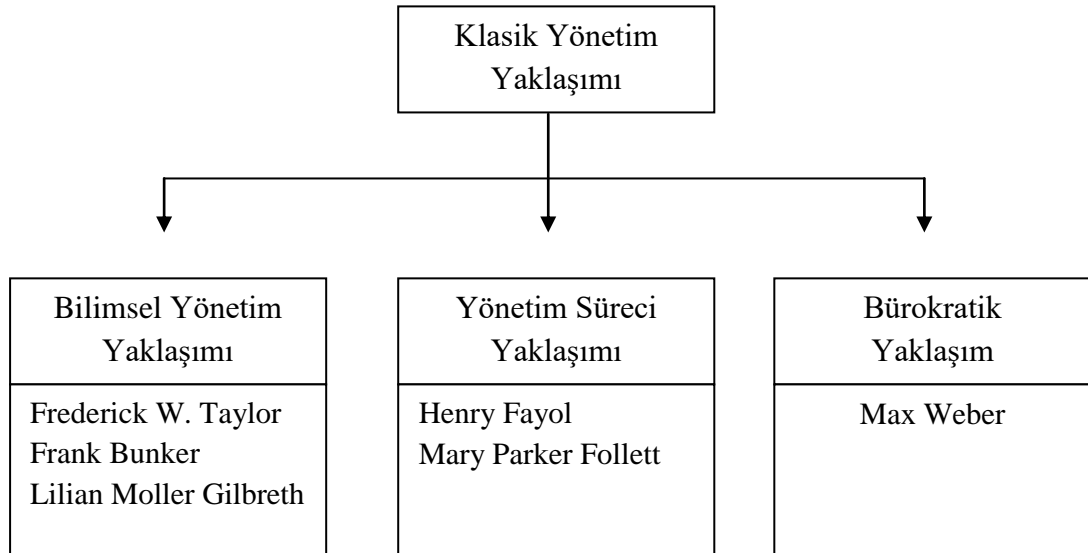 Klasik Yönetim
Yaklaşımı
Bilimsel Yönetim
Yaklaşımı
Frederick W. Taylor
Frank Bunker
Lilian Moller Gilbreth
Yönetim Süreci
Yaklaşımı
Henry Fayol
Mary Parker Follett
Bürokratik
Yaklaşım
Max Weber